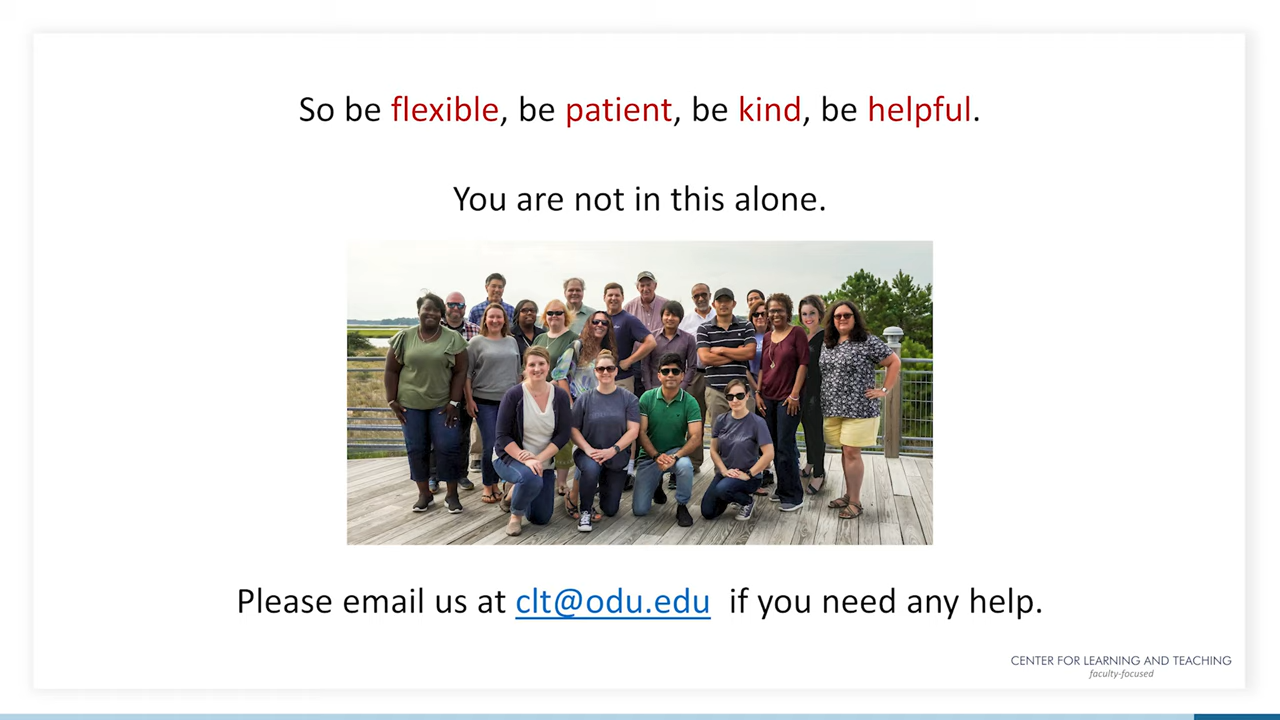 So be flexible, be patient, be kind, be helpful.
You are not in this alone.
Please email us at clt@odu.edu if you need any help.
CENTER FOR LEARNING AND TEACHING
faculty-focused